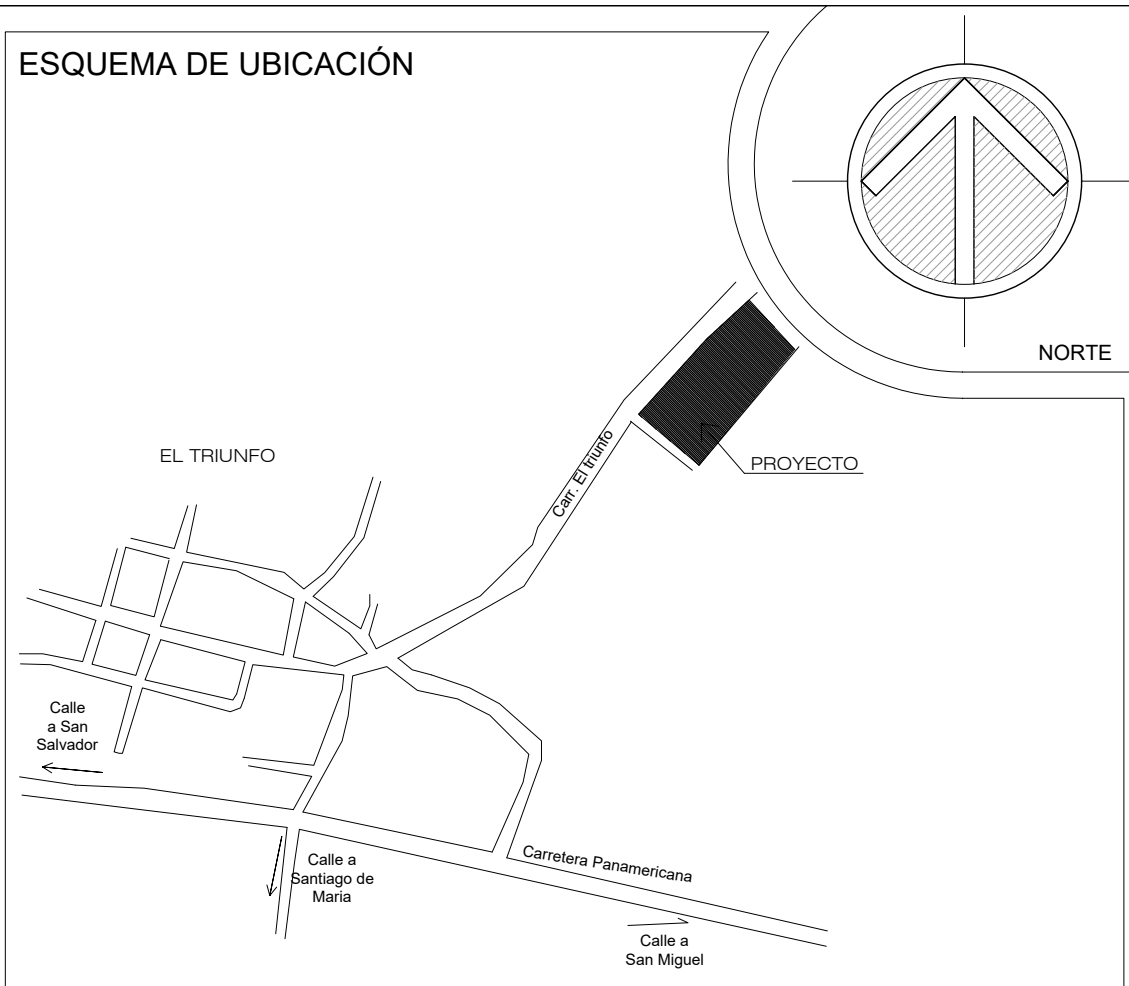 ESQUEMA DE UBICACIÓN
NORTE
EL TRIUNFO
Carr. El triunfo
PROYECTO
Calle
a San
Salvador
Calle a
Santiago de
Maria
Carretera Panamericana
Calle a
San Miguel